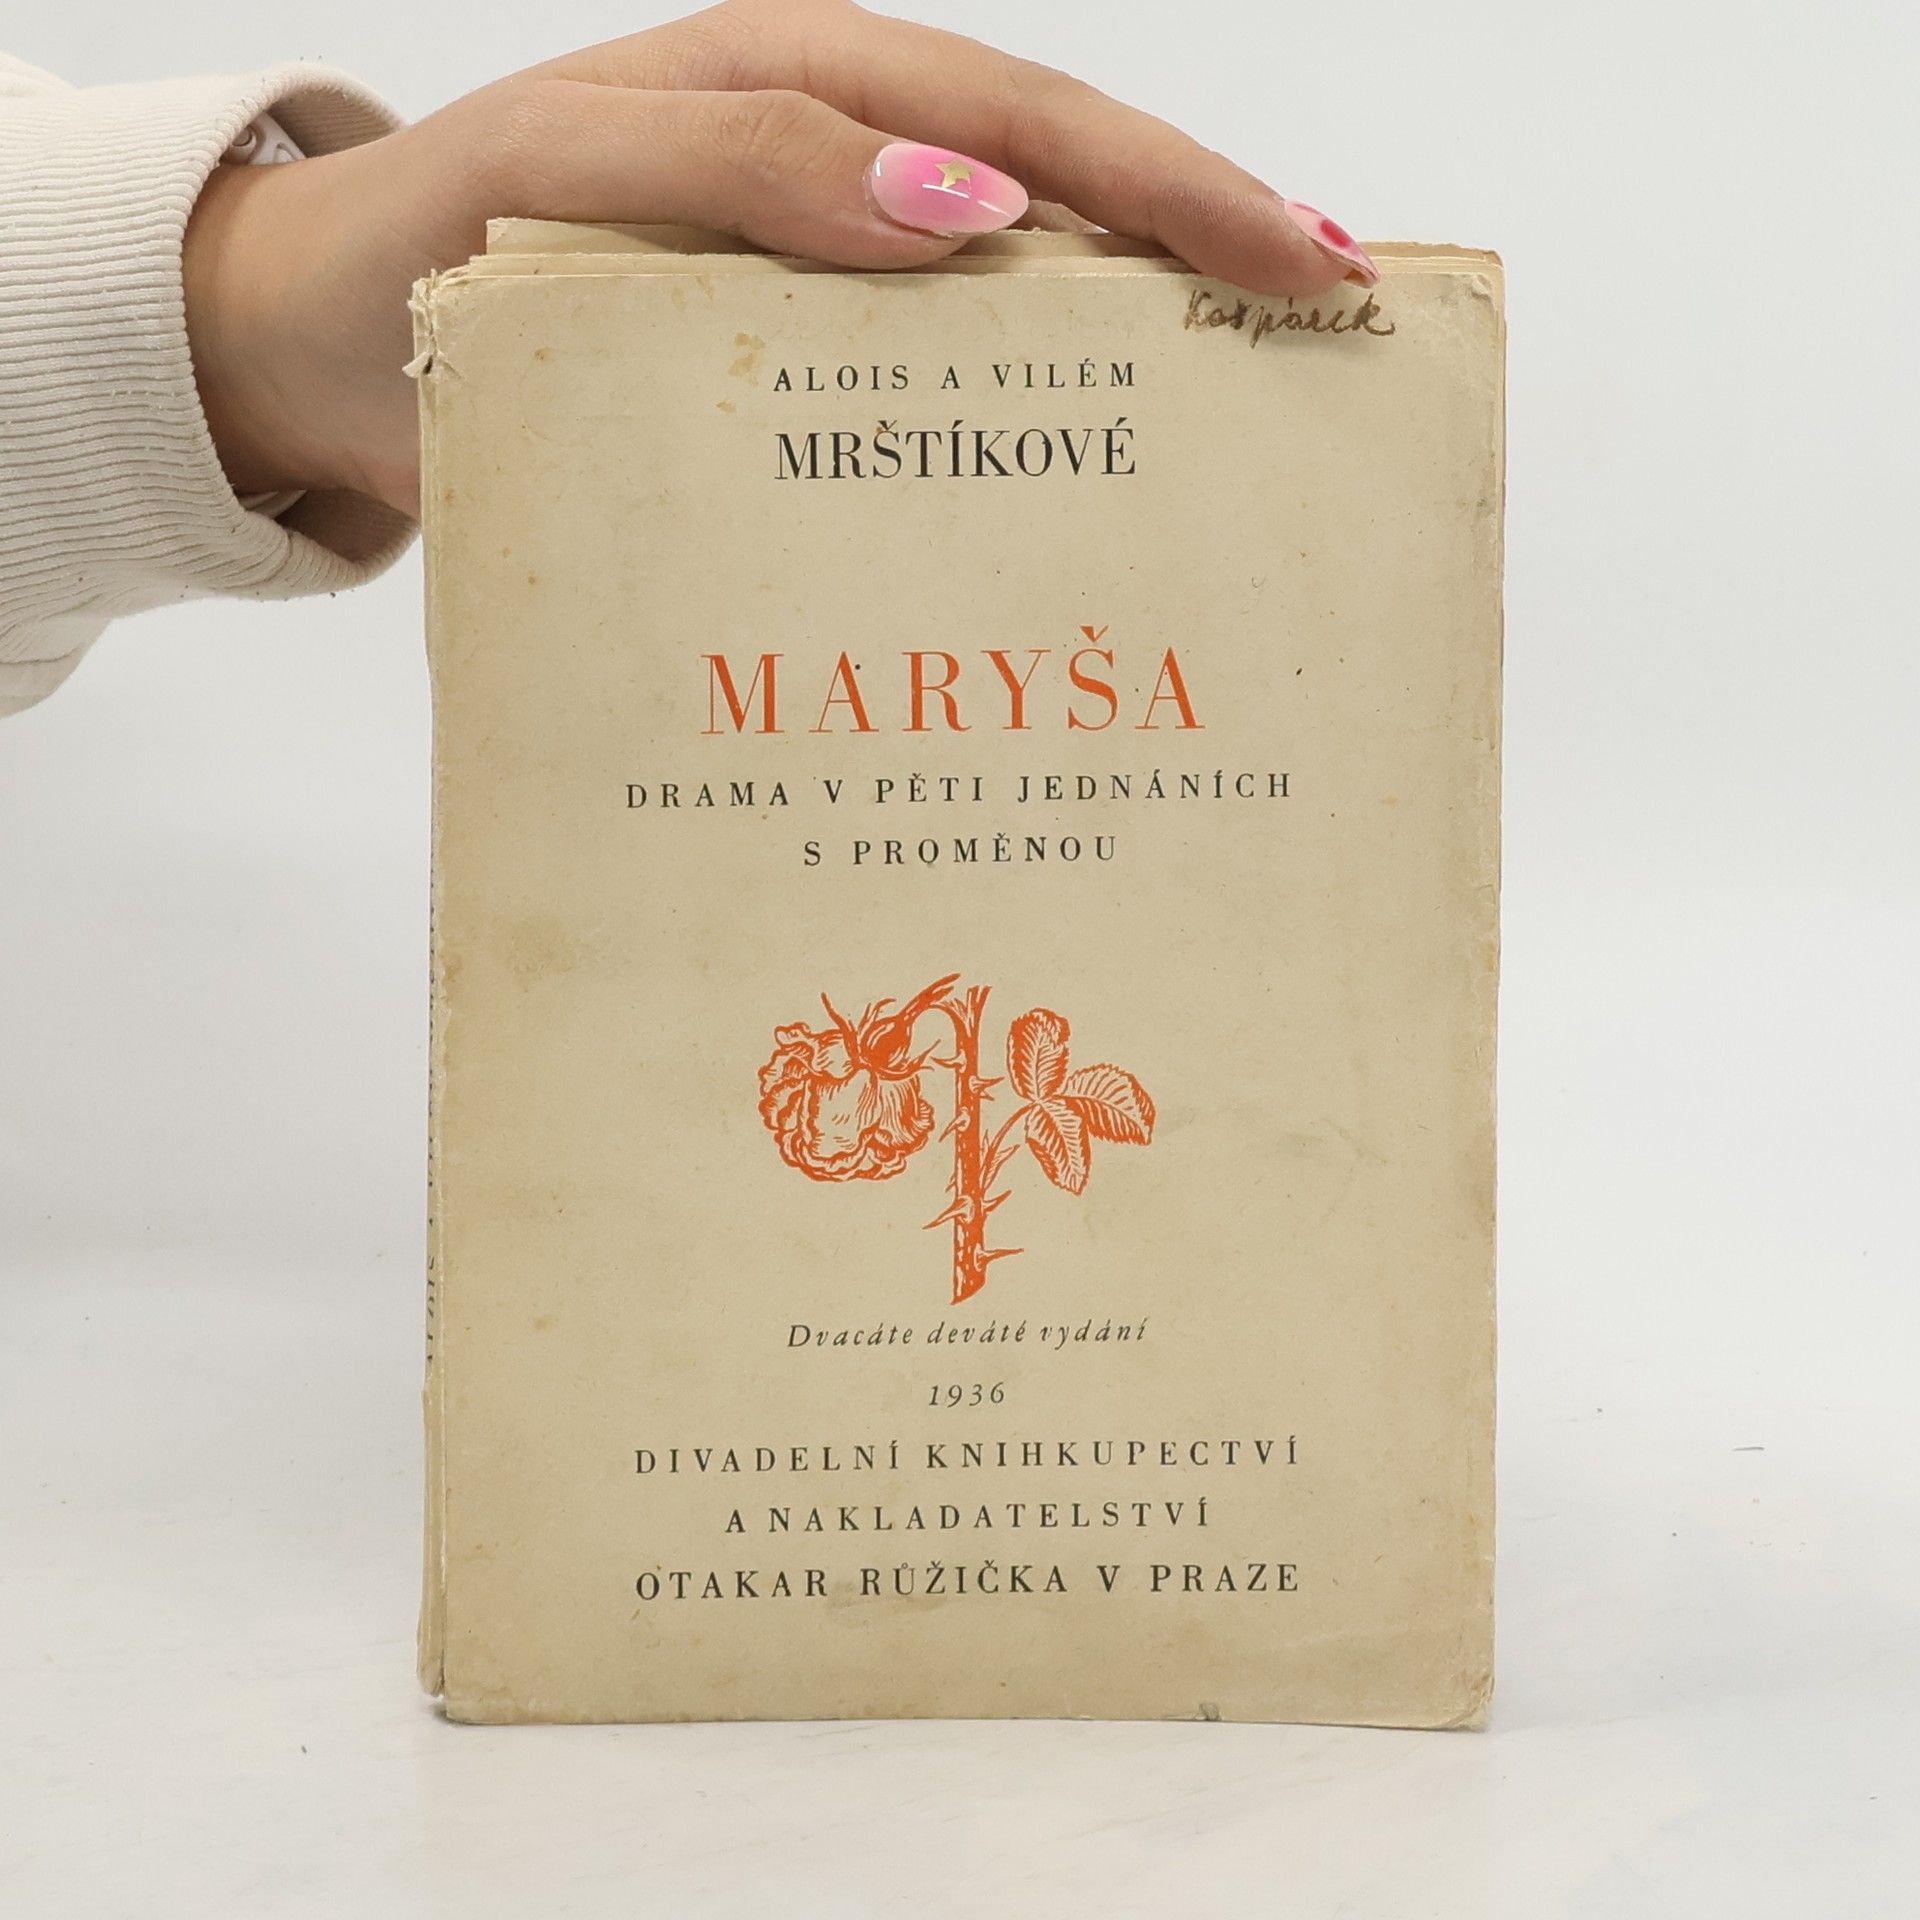 Kašpárek
ALOIS A VILÉM
MRŠTÍKOVÉ
MARYŠA
DRAMA V PĚTI JEDNÁNÍCH
S PROMĚNOU
Dvacáte deváté vydání
1936
DIVADELNÍ KNIHKUPECTVÍ
A NAKLADATELSTVÍ
OTAKAR RŮŽIČKA V PRAZE